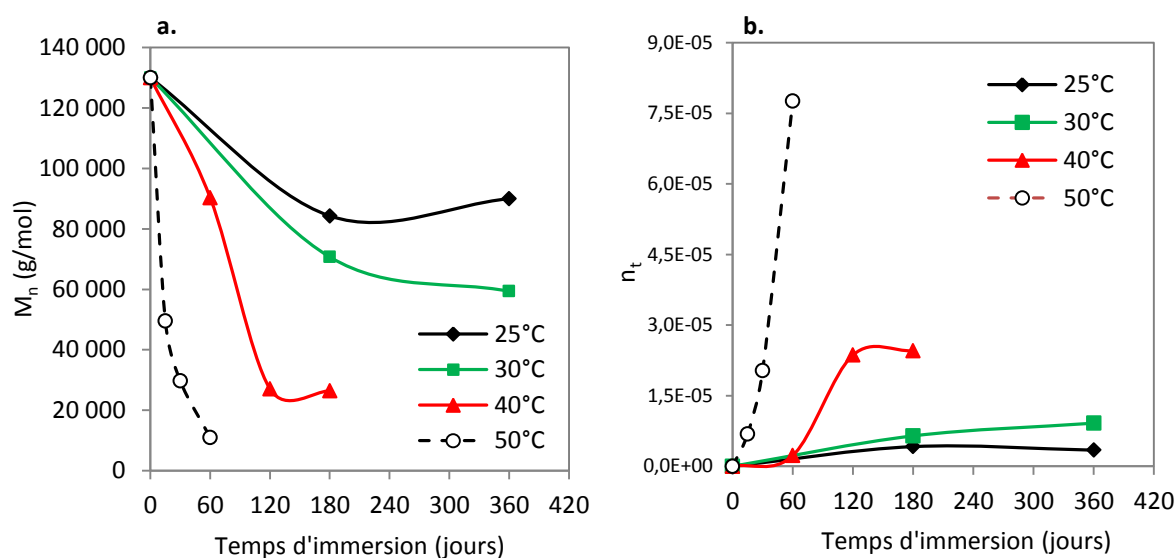 a.
140 000
120 000
100 000
80 000
60 000
40 000
20 000
0
Mn (g/mol)
0 60 120 180 240 300 360 420
Temps d'immersion (jours)
25°C
30°C
40°C
50°C
b.
9,0E-05
7,5E-05
6,0E-05
4,5E-05
3,0E-05
1,5E-05
0,0E+00
nt
0 60 120 180 240 300 360 420
Temps d'immersion (jours)
25°C
30°C
40°C
50°C